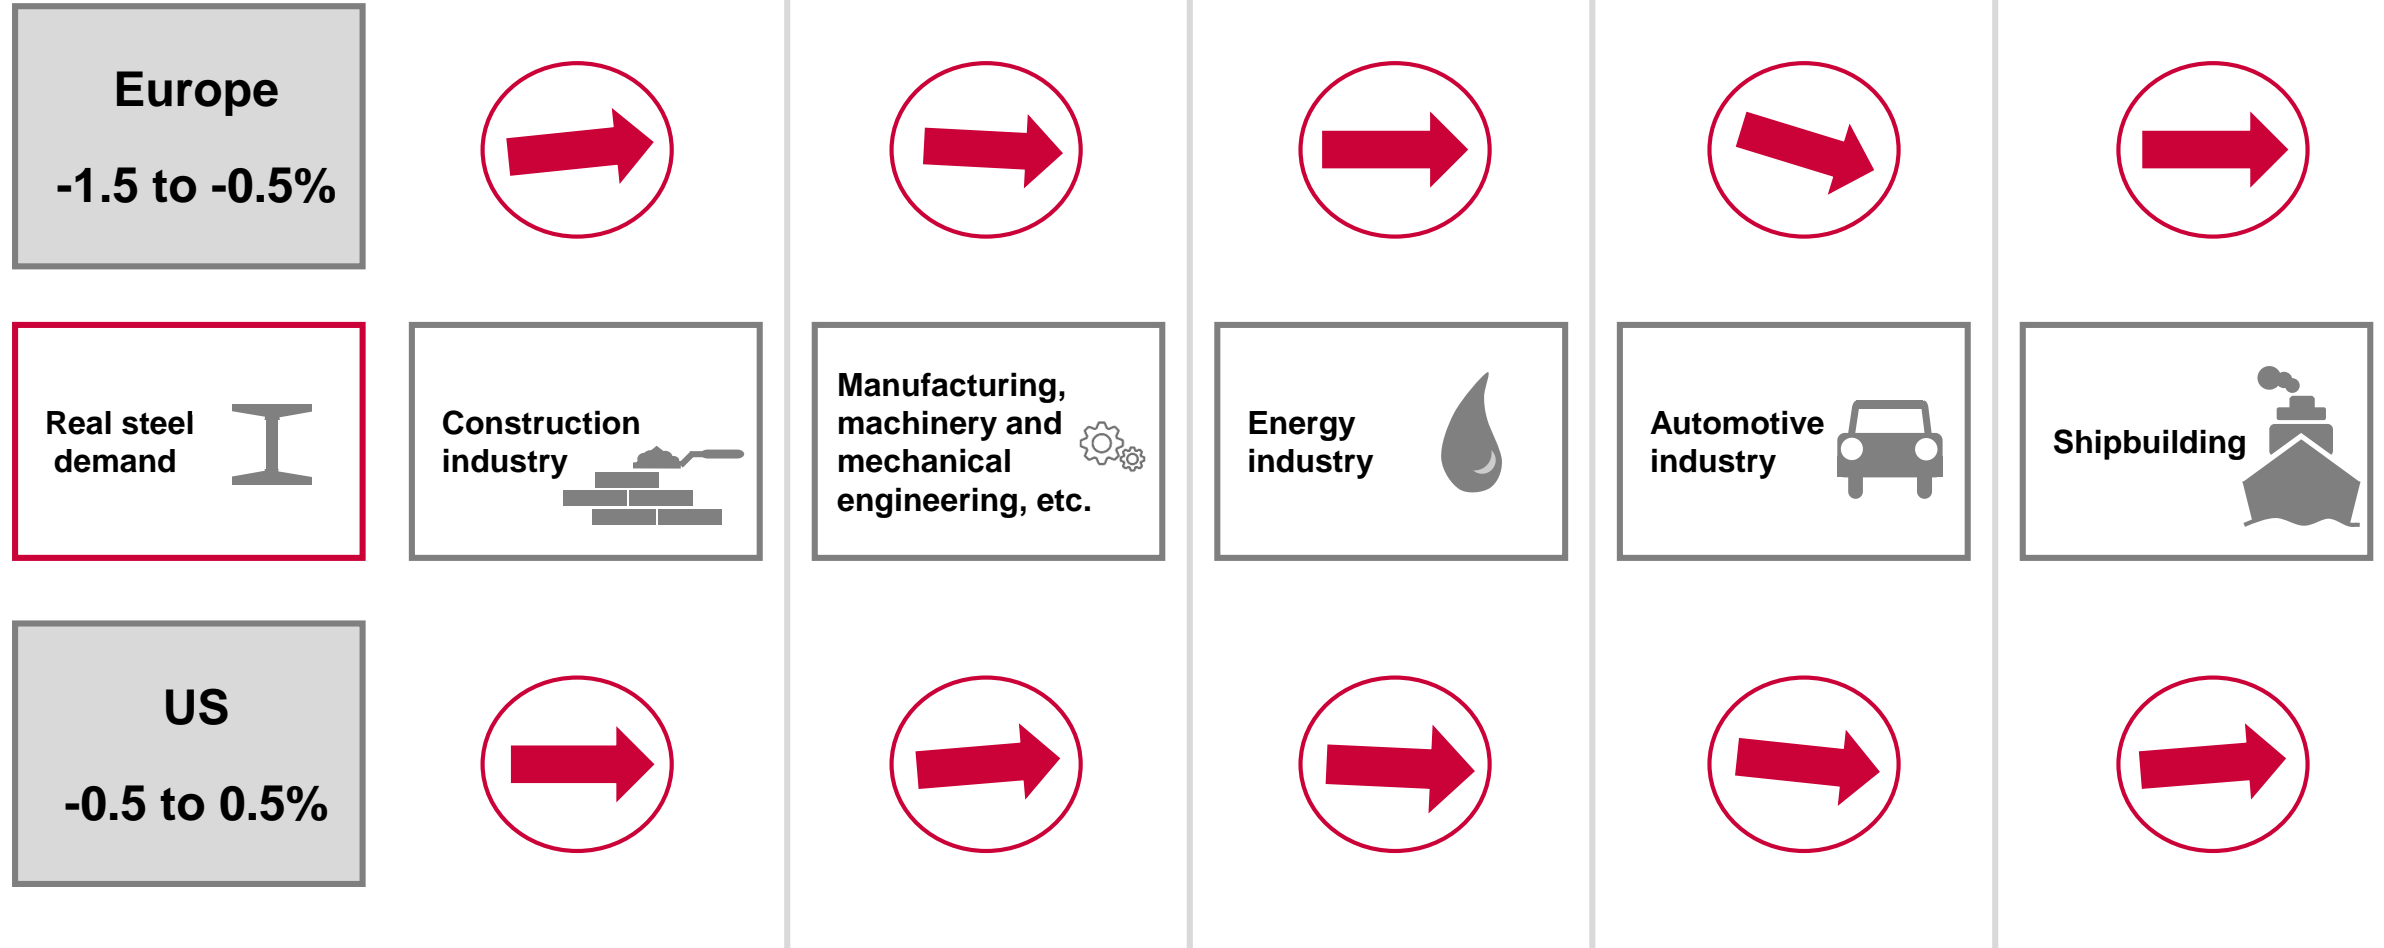 Europe
-1.5 to -0.5%
Real steel
demand
Construction
industry
Manufacturing,
machinery and
mechanical
engineering, etc.
Energy
industry
Automotive
industry
Shipbuilding
US
-0.5 to 0.5%